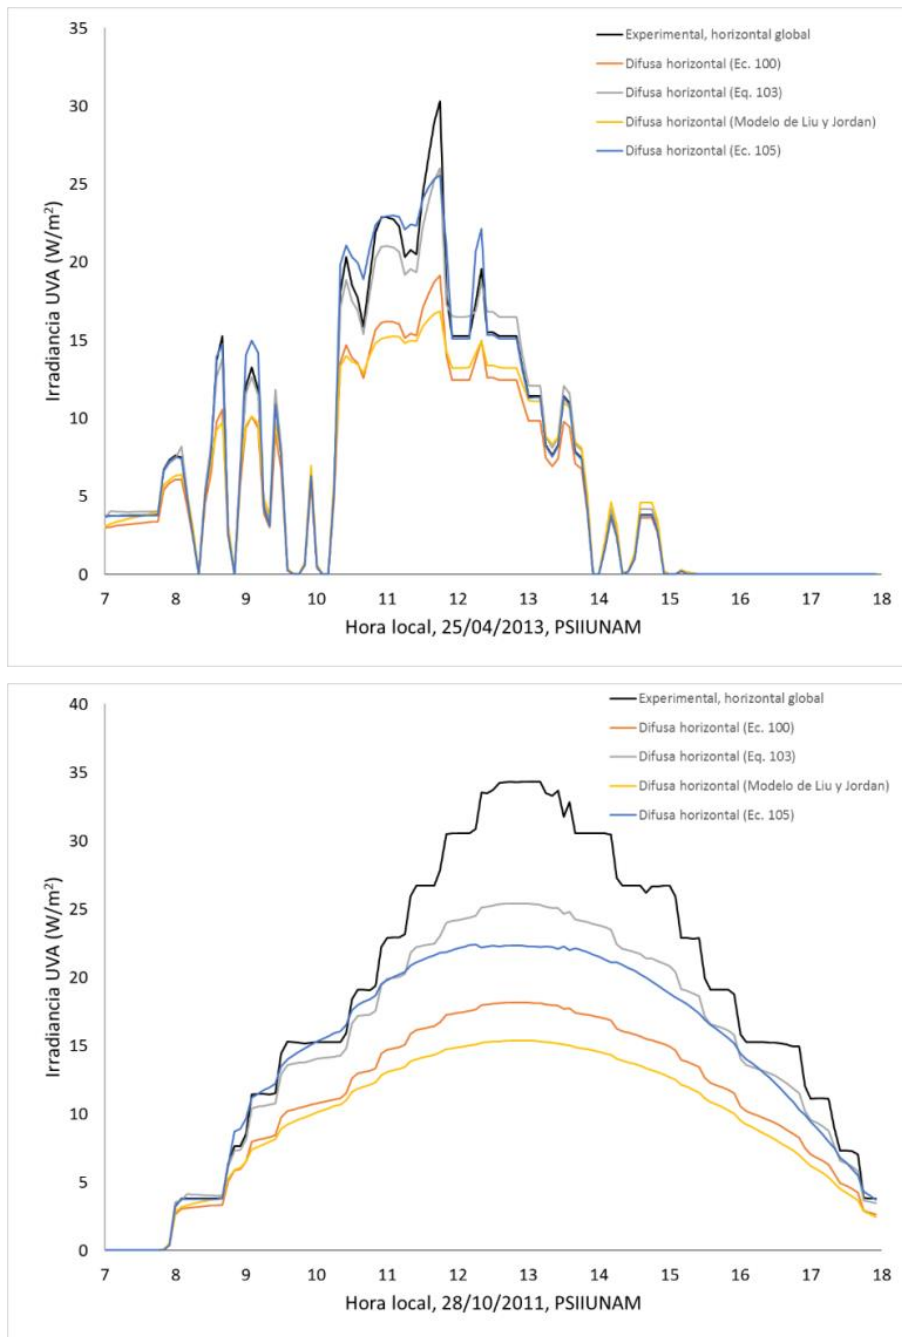 35
30
25
20
15
10
5
0
Irradiancia UVA (W/m²)
Experimental, horizontal global
Difusa horizontal (Ec. 100)
Difusa horizontal (Eq. 103)
Difusa horizontal (Modelo de Liu y Jordan)
Difusa horizontal (Ec. 105)
7 8 9 10 11 12 13 14 15 16 17 18
Hora local, 25/04/2013, PSIIUNAM
40
35
30
25
20
15
10
5
0
Irradiancia UVA (W/m²)
Experimental, horizontal global
Difusa horizontal (Ec. 100)
Difusa horizontal (Eq. 103)
Difusa horizontal (Modelo de Liu y Jordan)
Difusa horizontal (Ec. 105)
7 8 9 10 11 12 13 14 15 16 17 18
Hora local, 28/10/2011, PSIIUNAM